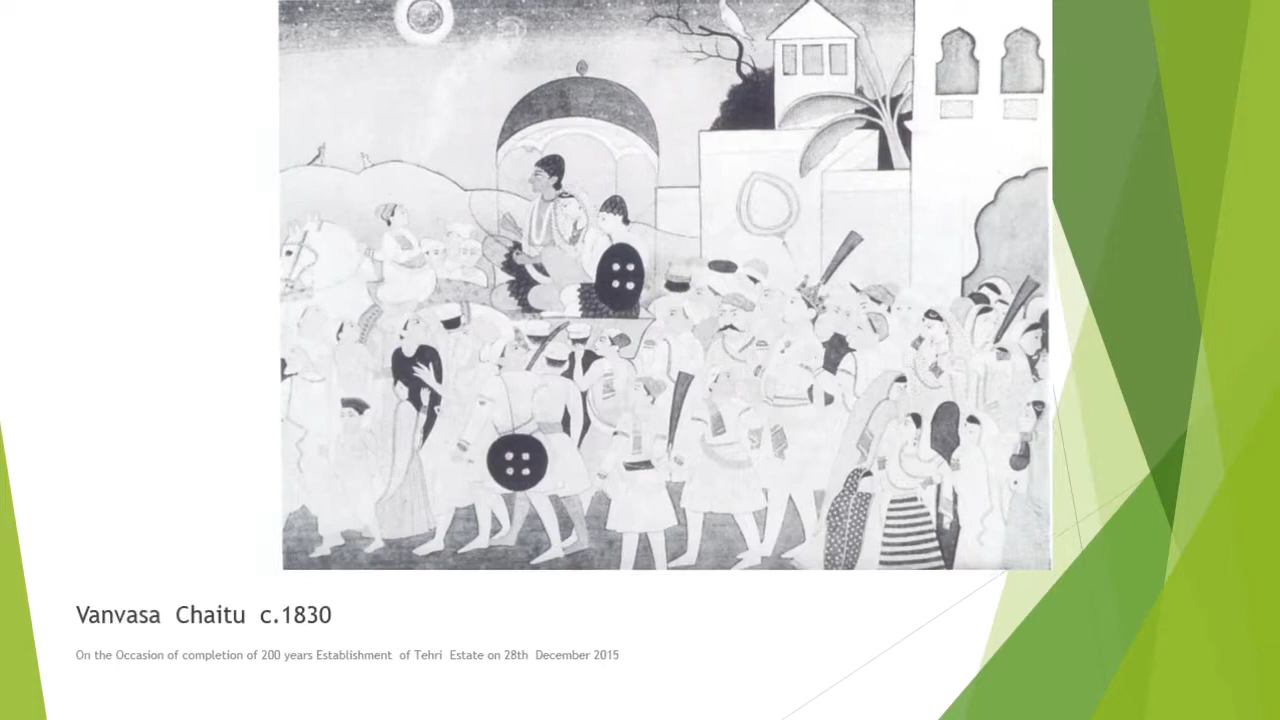 Vanvasa Chaitu c.1830
On the Occasion of completion of 200 years Establishment of Tehri Estate on 28th December 2015